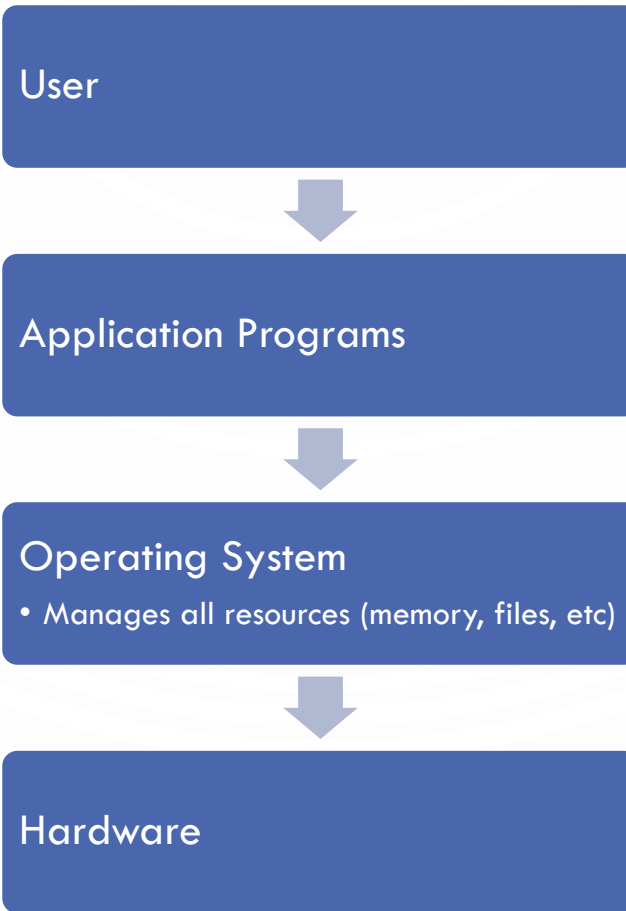 User
Application Programs
Operating System
• Manages all resources (memory, files, etc)
Hardware